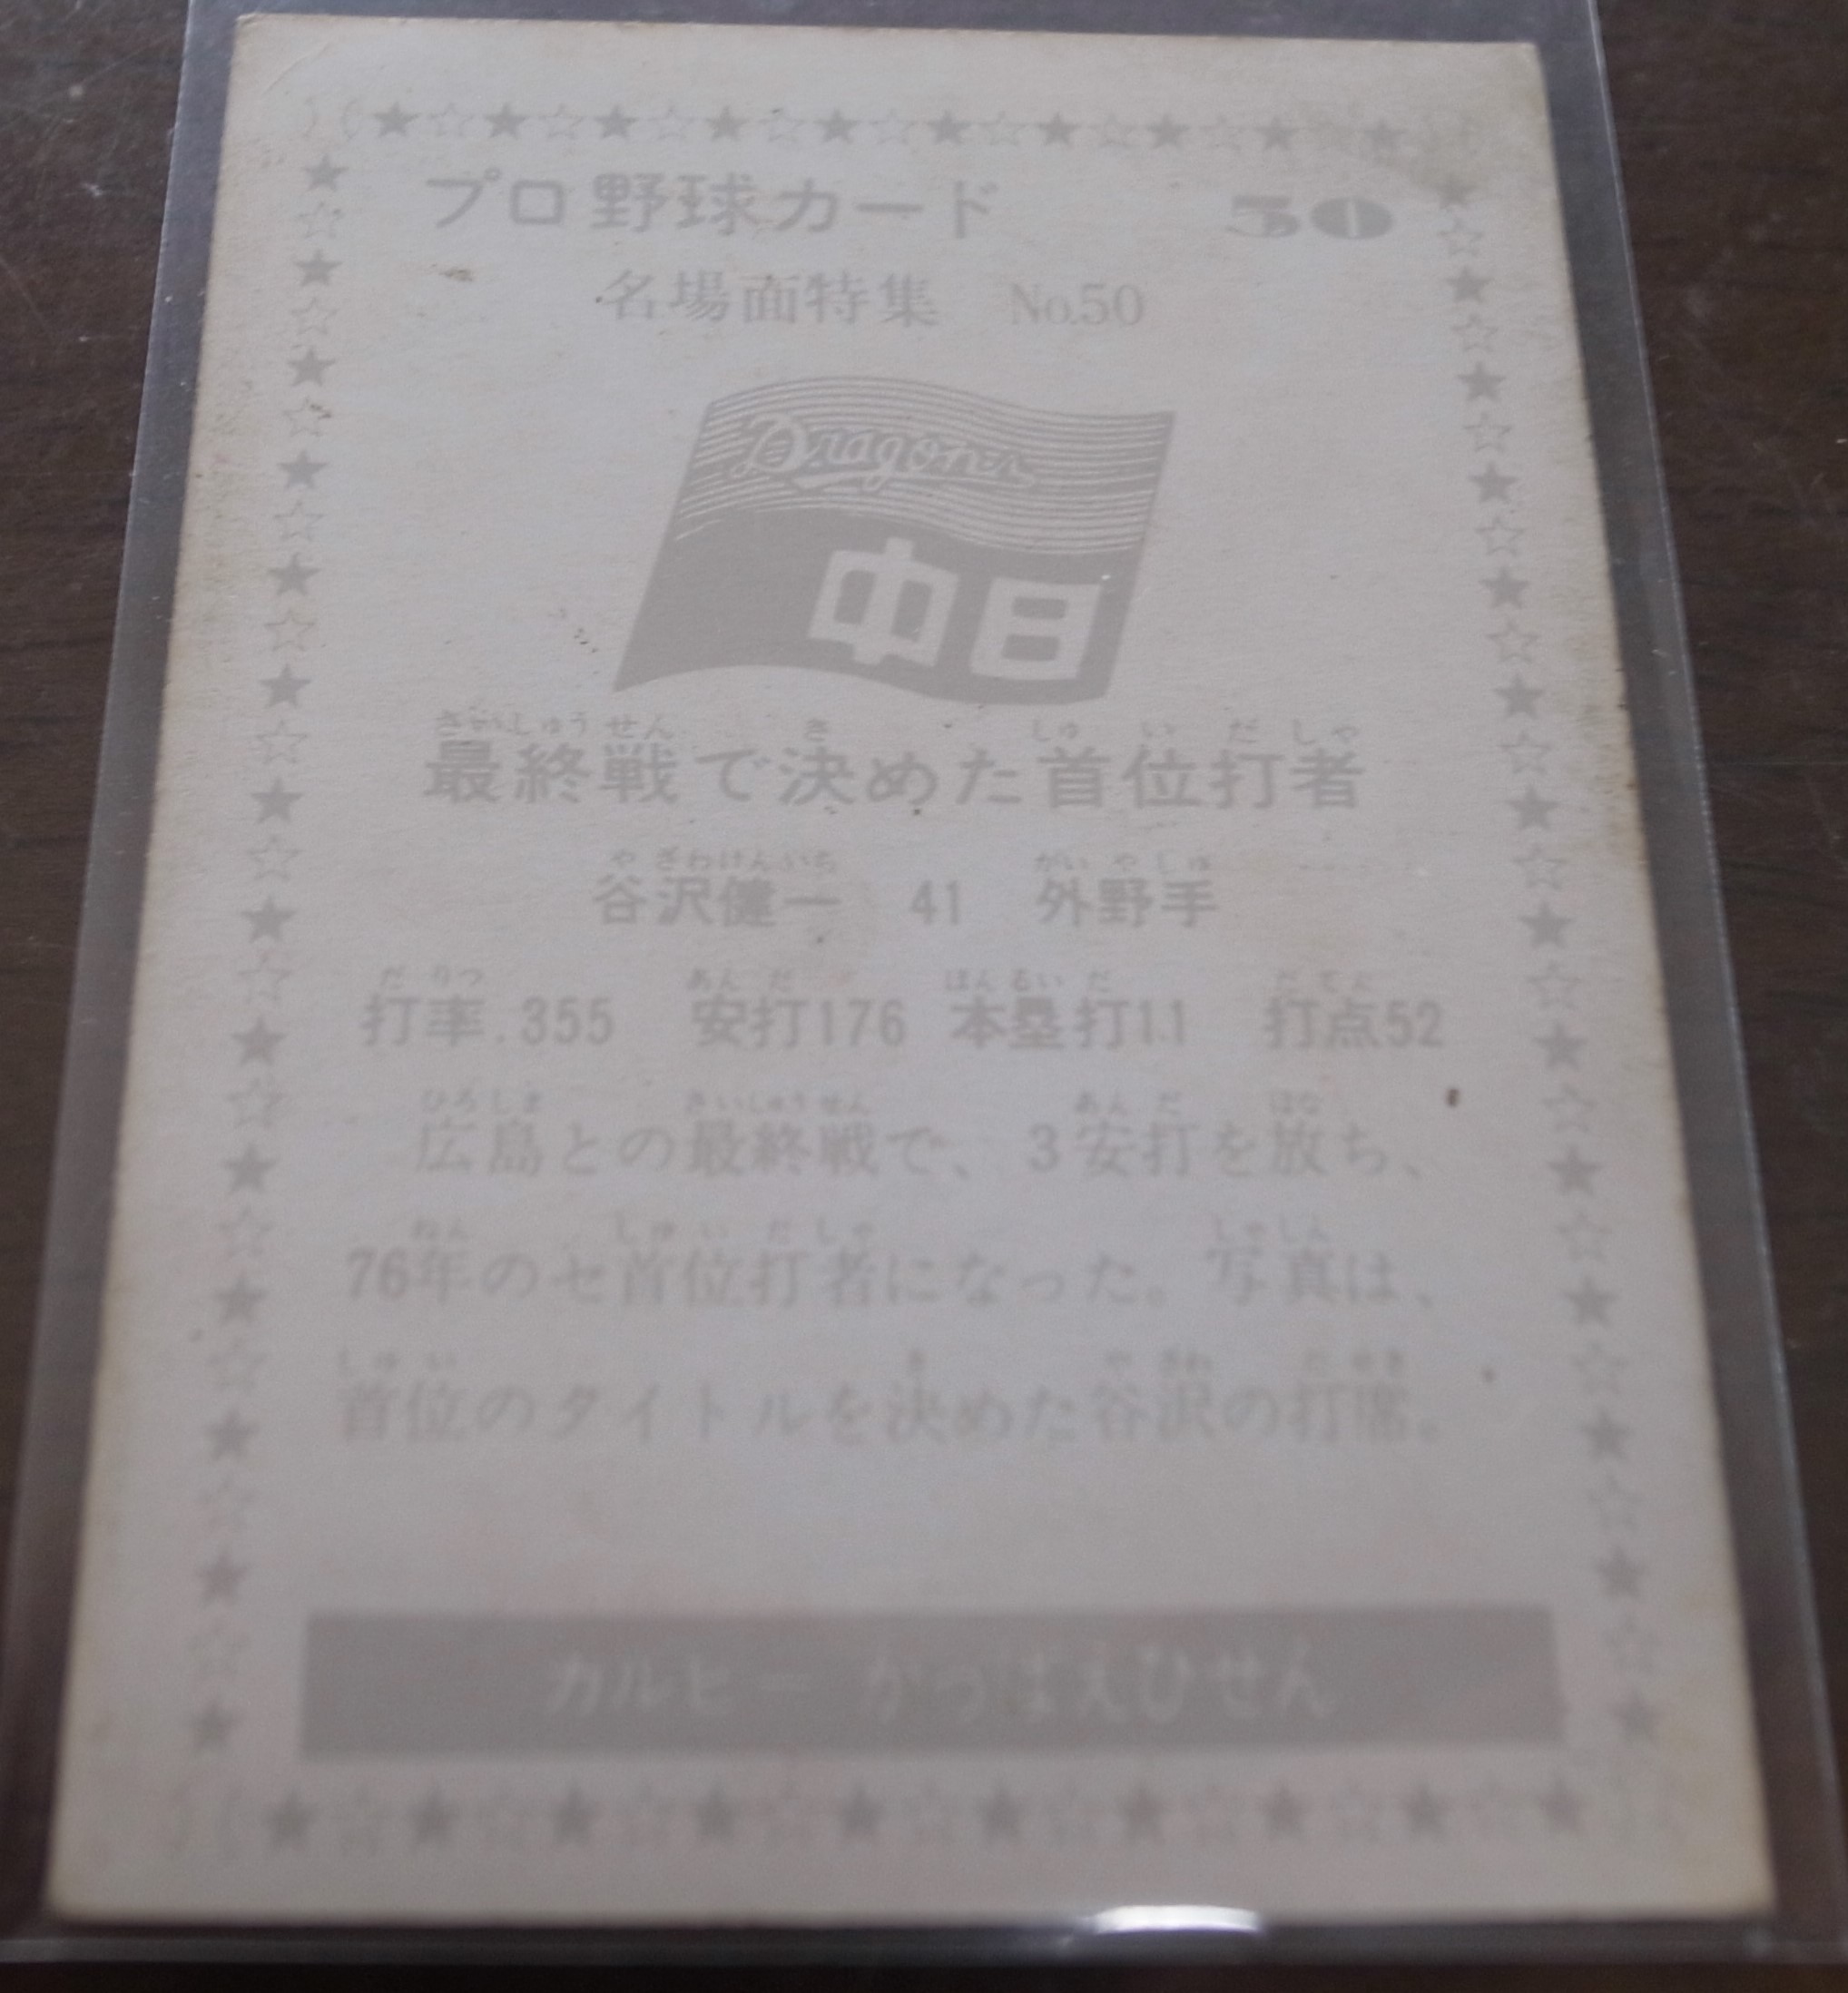 プロ野球カード 50
名場面特集 No.50
Dragons
中日
さいしゅうせん き しゅいだしゃ
最終戦で決めた首位打者
やざわけんいち がいやしゅ
谷沢健一 41 外野手
だりつ あんだ ほんるいだ だてん
打率.355 安打176 本塁打11 打点52
ひろしま さいしゅうせん あんだ はな
広島との最終戦で、3安打を放ち、
ねん しゅいだしゃ しゃしん
76年のセ首位打者になった。写真は、
しゅい き やざわ だせき
首位のタイトルを決めた谷沢の打席。
カルビー かっぱえびせん